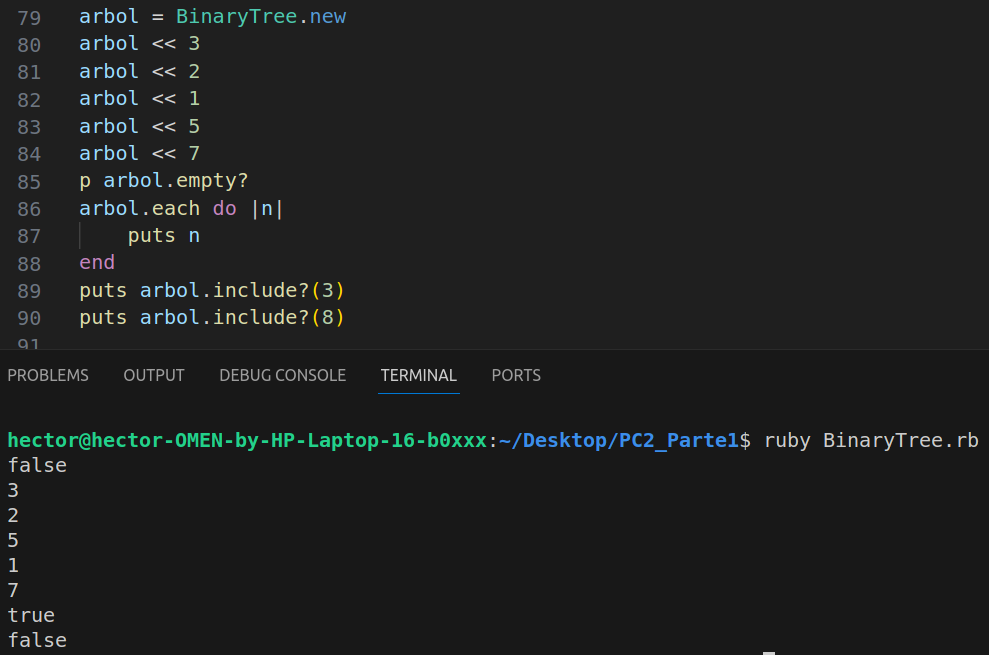 79 arbol = BinaryTree.new
80 arbol << 3
81 arbol << 2
82 arbol << 1
83 arbol << 5
84 arbol << 7
85 p arbol.empty?
86 arbol.each do |n|
87     puts n
88 end
89 puts arbol.include?(3)
90 puts arbol.include?(8)
91
PROBLEMS OUTPUT DEBUG CONSOLE TERMINAL PORTS
hector@hector-OMEN-by-HP-Laptop-16-b0xxx:~/Desktop/PC2_Parte1$ ruby BinaryTree.rb
false
3
2
5
1
7
true
false